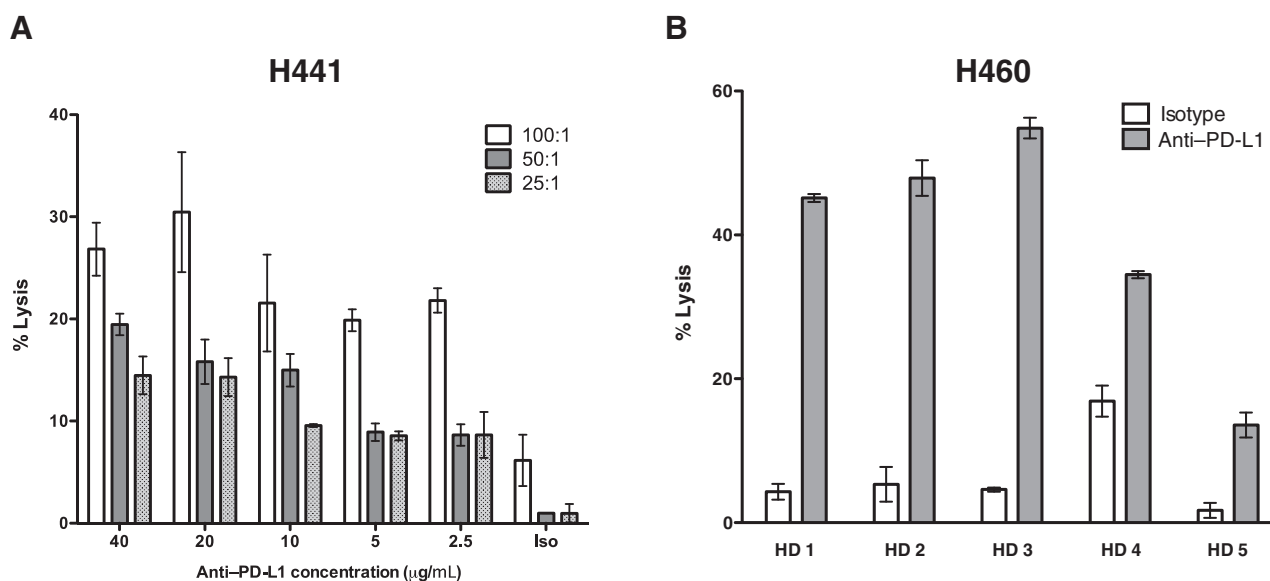 A
H441
40
30
20
10
0
% Lysis
100:1
50:1
25:1
40 20 10 5 2.5 Iso
Anti–PD-L1 concentration (μg/mL)
B
H460
60
40
20
0
% Lysis
Isotype
Anti–PD-L1
HD 1 HD 2 HD 3 HD 4 HD 5